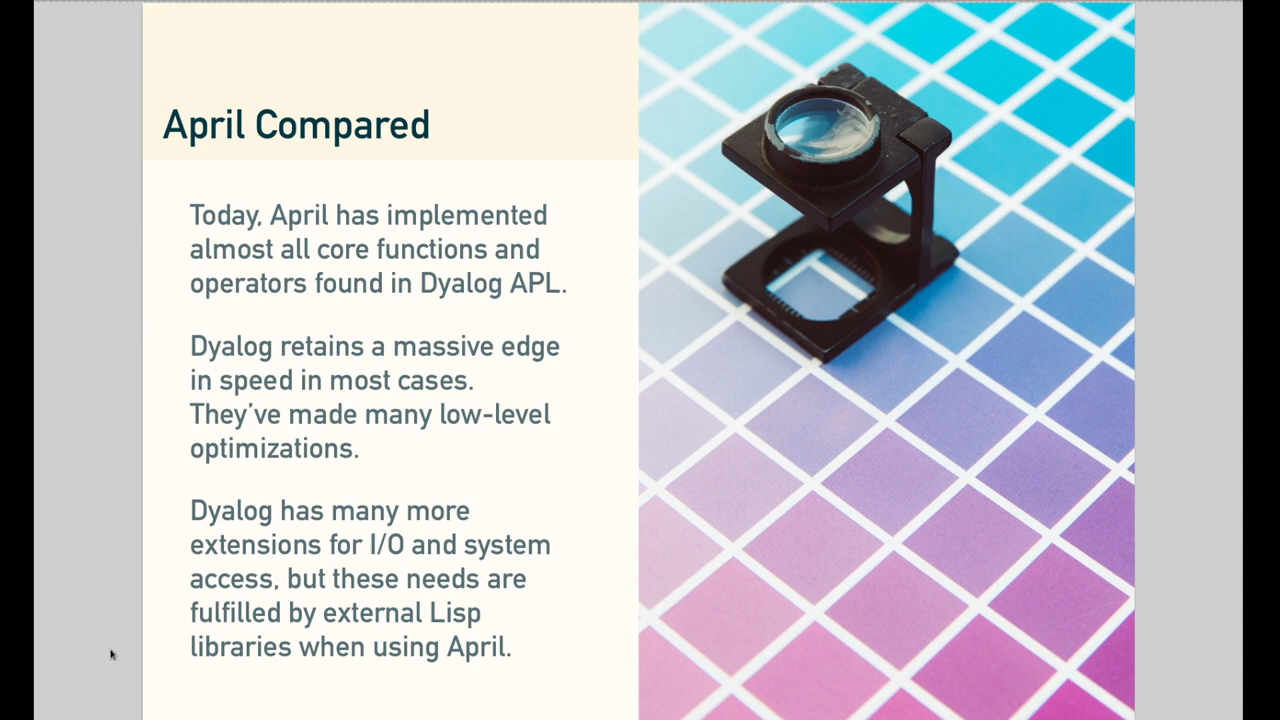 April Compared
Today, April has implemented
almost all core functions and
operators found in Dyalog APL.
Dyalog retains a massive edge
in speed in most cases.
They’ve made many low-level
optimizations.
Dyalog has many more
extensions for I/O and system
access, but these needs are
fulfilled by external Lisp
libraries when using April.